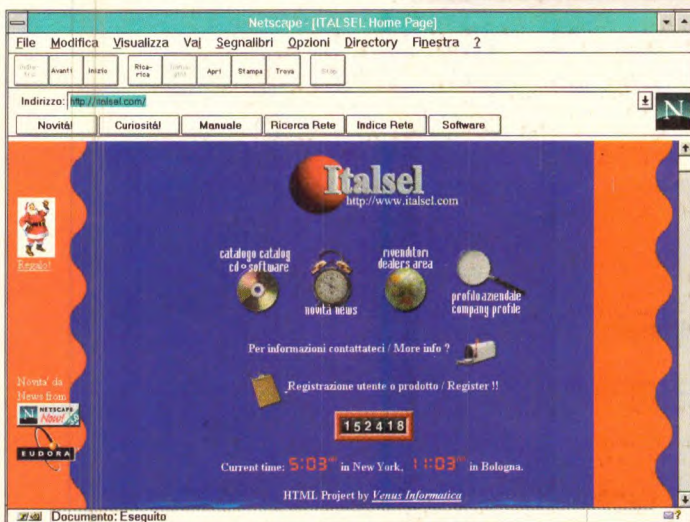 Netscape - [ITALSEL Home Page]
File Modifica Visualizza Vai Segnalibri Opzioni Directory Finestra ?
Avanti Inizio Rica-rica Apri Stampa Trova Stop
Indirizzo: http://italsel.com/
Novità! Curiosità! Manuale Ricerca Rete Indice Rete Software
N
Italsel
http://www.italsel.com
Regalo!
catalogo catalog
cd e software
novità news
rivenditori
dealers area
profilo aziendale
company profile
Per informazioni contattateci / More info ?
Registrazione utente o prodotto / Register !!
Novita' da
News from
N NETSCAPE
Now!
EUDORA
152418
Current time: 5:03 in New York, 11:03 in Bologna.
HTML Project by Venus Informatica
Documento: Eseguito